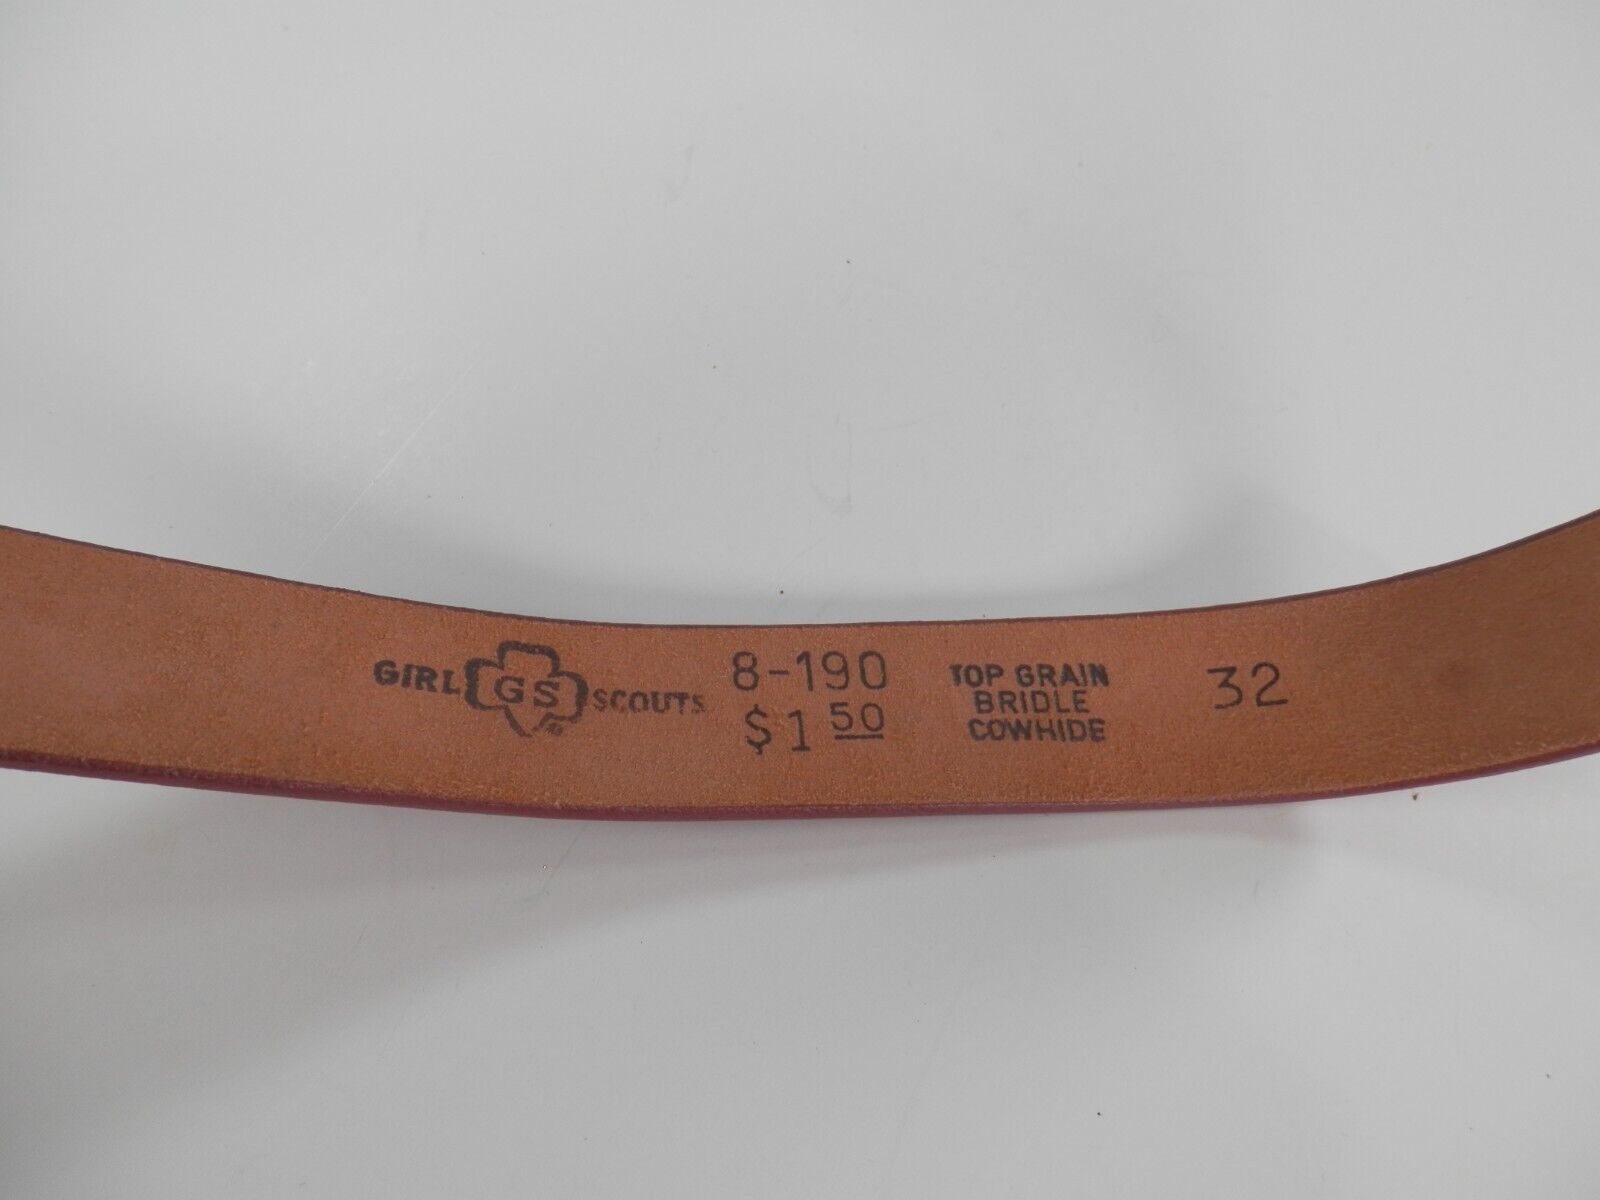 GIRL GS SCOUTS
8-190
$1 50
TOP GRAIN
BRIDLE
COWHIDE
32